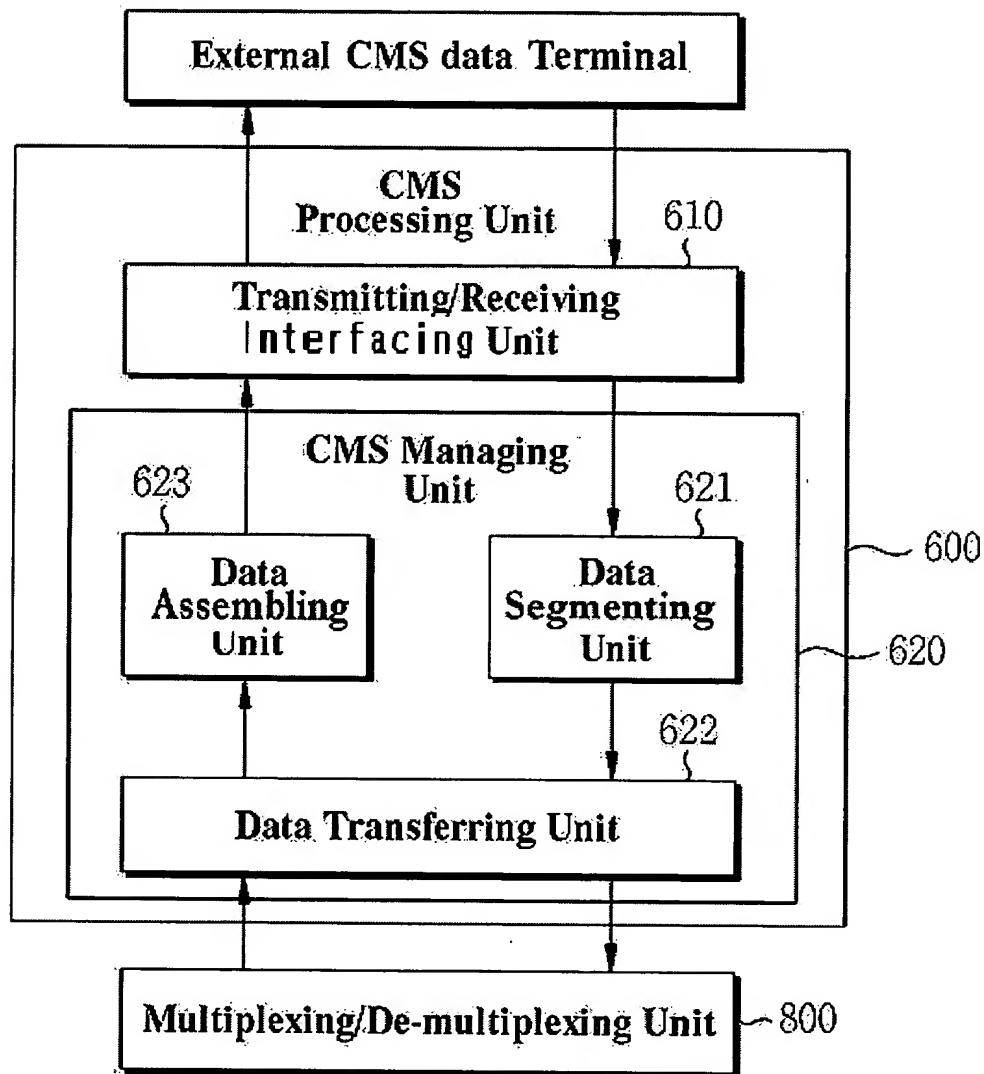 External CMS data Terminal
CMS
Processing Unit
610
Transmitting/Receiving
Interfacing Unit
CMS Managing
Unit
623
621
Data
Assembling
Unit
Data
Segmenting
Unit
600
620
622
Data Transferring Unit
Multiplexing/De-multiplexing Unit
800